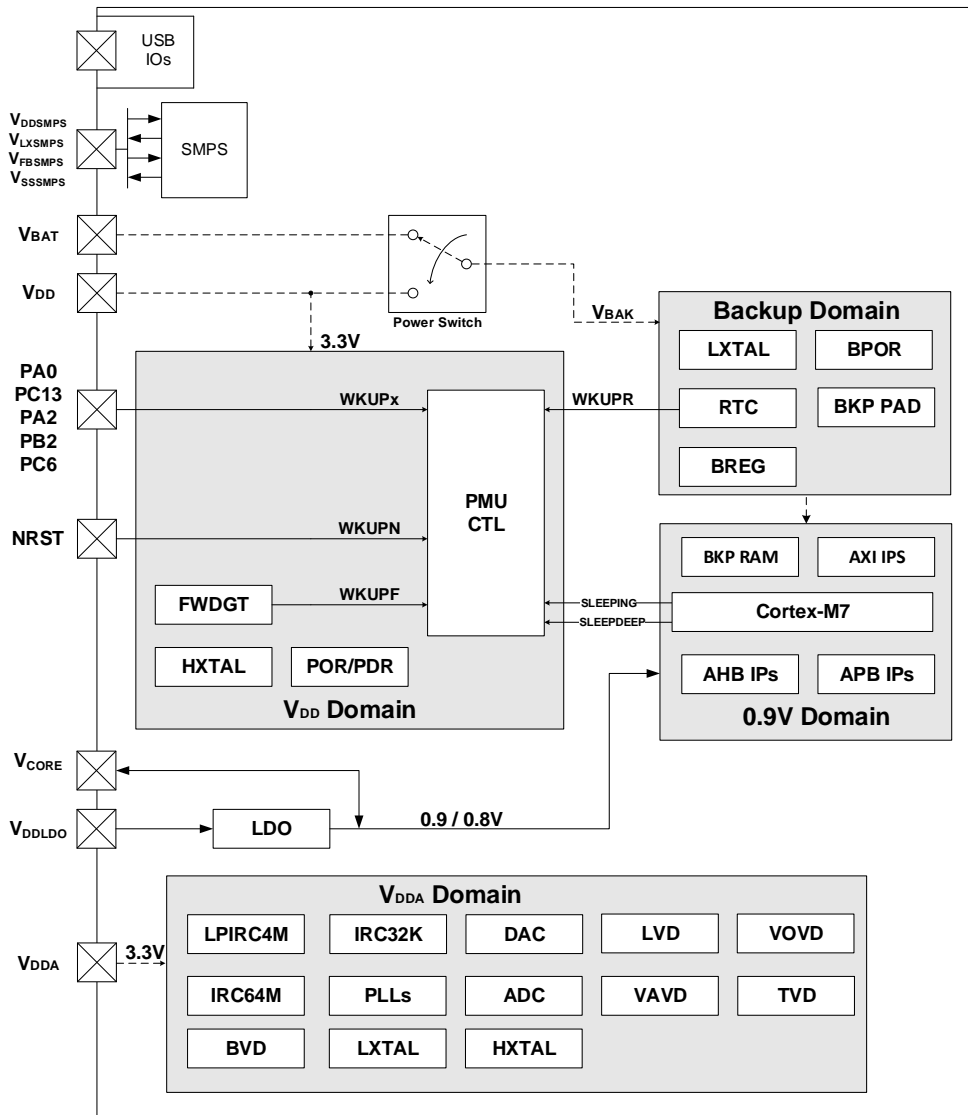 USB
IOs
VDDSMPS
VLXSMPS
VFBSMPS
VSSSMPS
SMPS
VBAT
VDD
Power Switch
3.3V
VBAK
Backup Domain
LXTAL
BPOR
RTC
BKP PAD
BREG
PA0
PC13
PA2
PB2
PC6
WKUPx
WKUPR
PMU
CTL
NRST
WKUPN
FWDGT
WKUPF
HXTAL
POR/PDR
VDD Domain
BKP RAM
AXI IPS
SLEEPING
SLEEPDEEP
Cortex-M7
AHB IPs
APB IPs
0.9V Domain
VCORE
VDDLDO
LDO
0.9 / 0.8V
VDDA Domain
VDDA
3.3V
LPIRC4M
IRC32K
DAC
LVD
VOVD
IRC64M
PLLs
ADC
VAVD
TVD
BVD
LXTAL
HXTAL